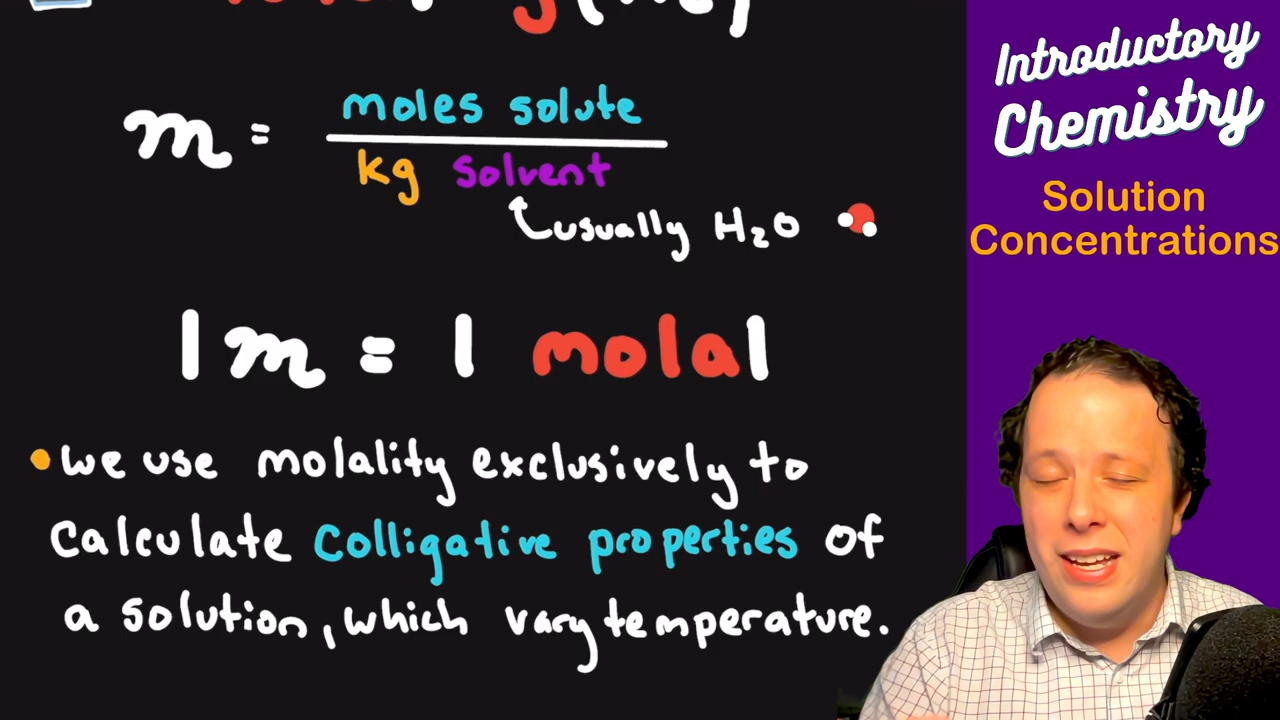 m = moles solute
kg solvent
usually H₂O
1 m = 1 molal
• we use molality exclusively to
calculate colligative properties of
a solution, which vary temperature.
Introductory
Chemistry
Solution
Concentrations